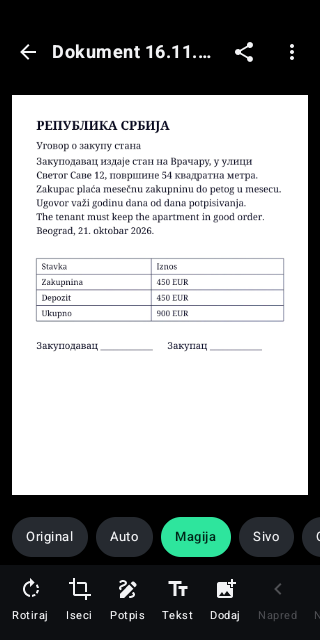 Dokument 16.11....
РЕПУБЛИКА СРБИЈА
Уговор о закупу стана
Закуподавац издаје стан на Врачару, у улици
Светог Саве 12, површине 54 квадратна метра.
Zakupac plaća mesečnu zakupninu do petog u mesecu.
Ugovor važi godinu dana od dana potpisivanja.
The tenant must keep the apartment in good order.
Beograd, 21. oktobar 2026.
Stavka Iznos
Zakupnina 450 EUR
Depozit 450 EUR
Ukupno 900 EUR
Закуподавац ___________ Закупац ___________
Original Auto Magija Sivo
Rotiraj Iseci Potpis Tekst Dodaj Napred